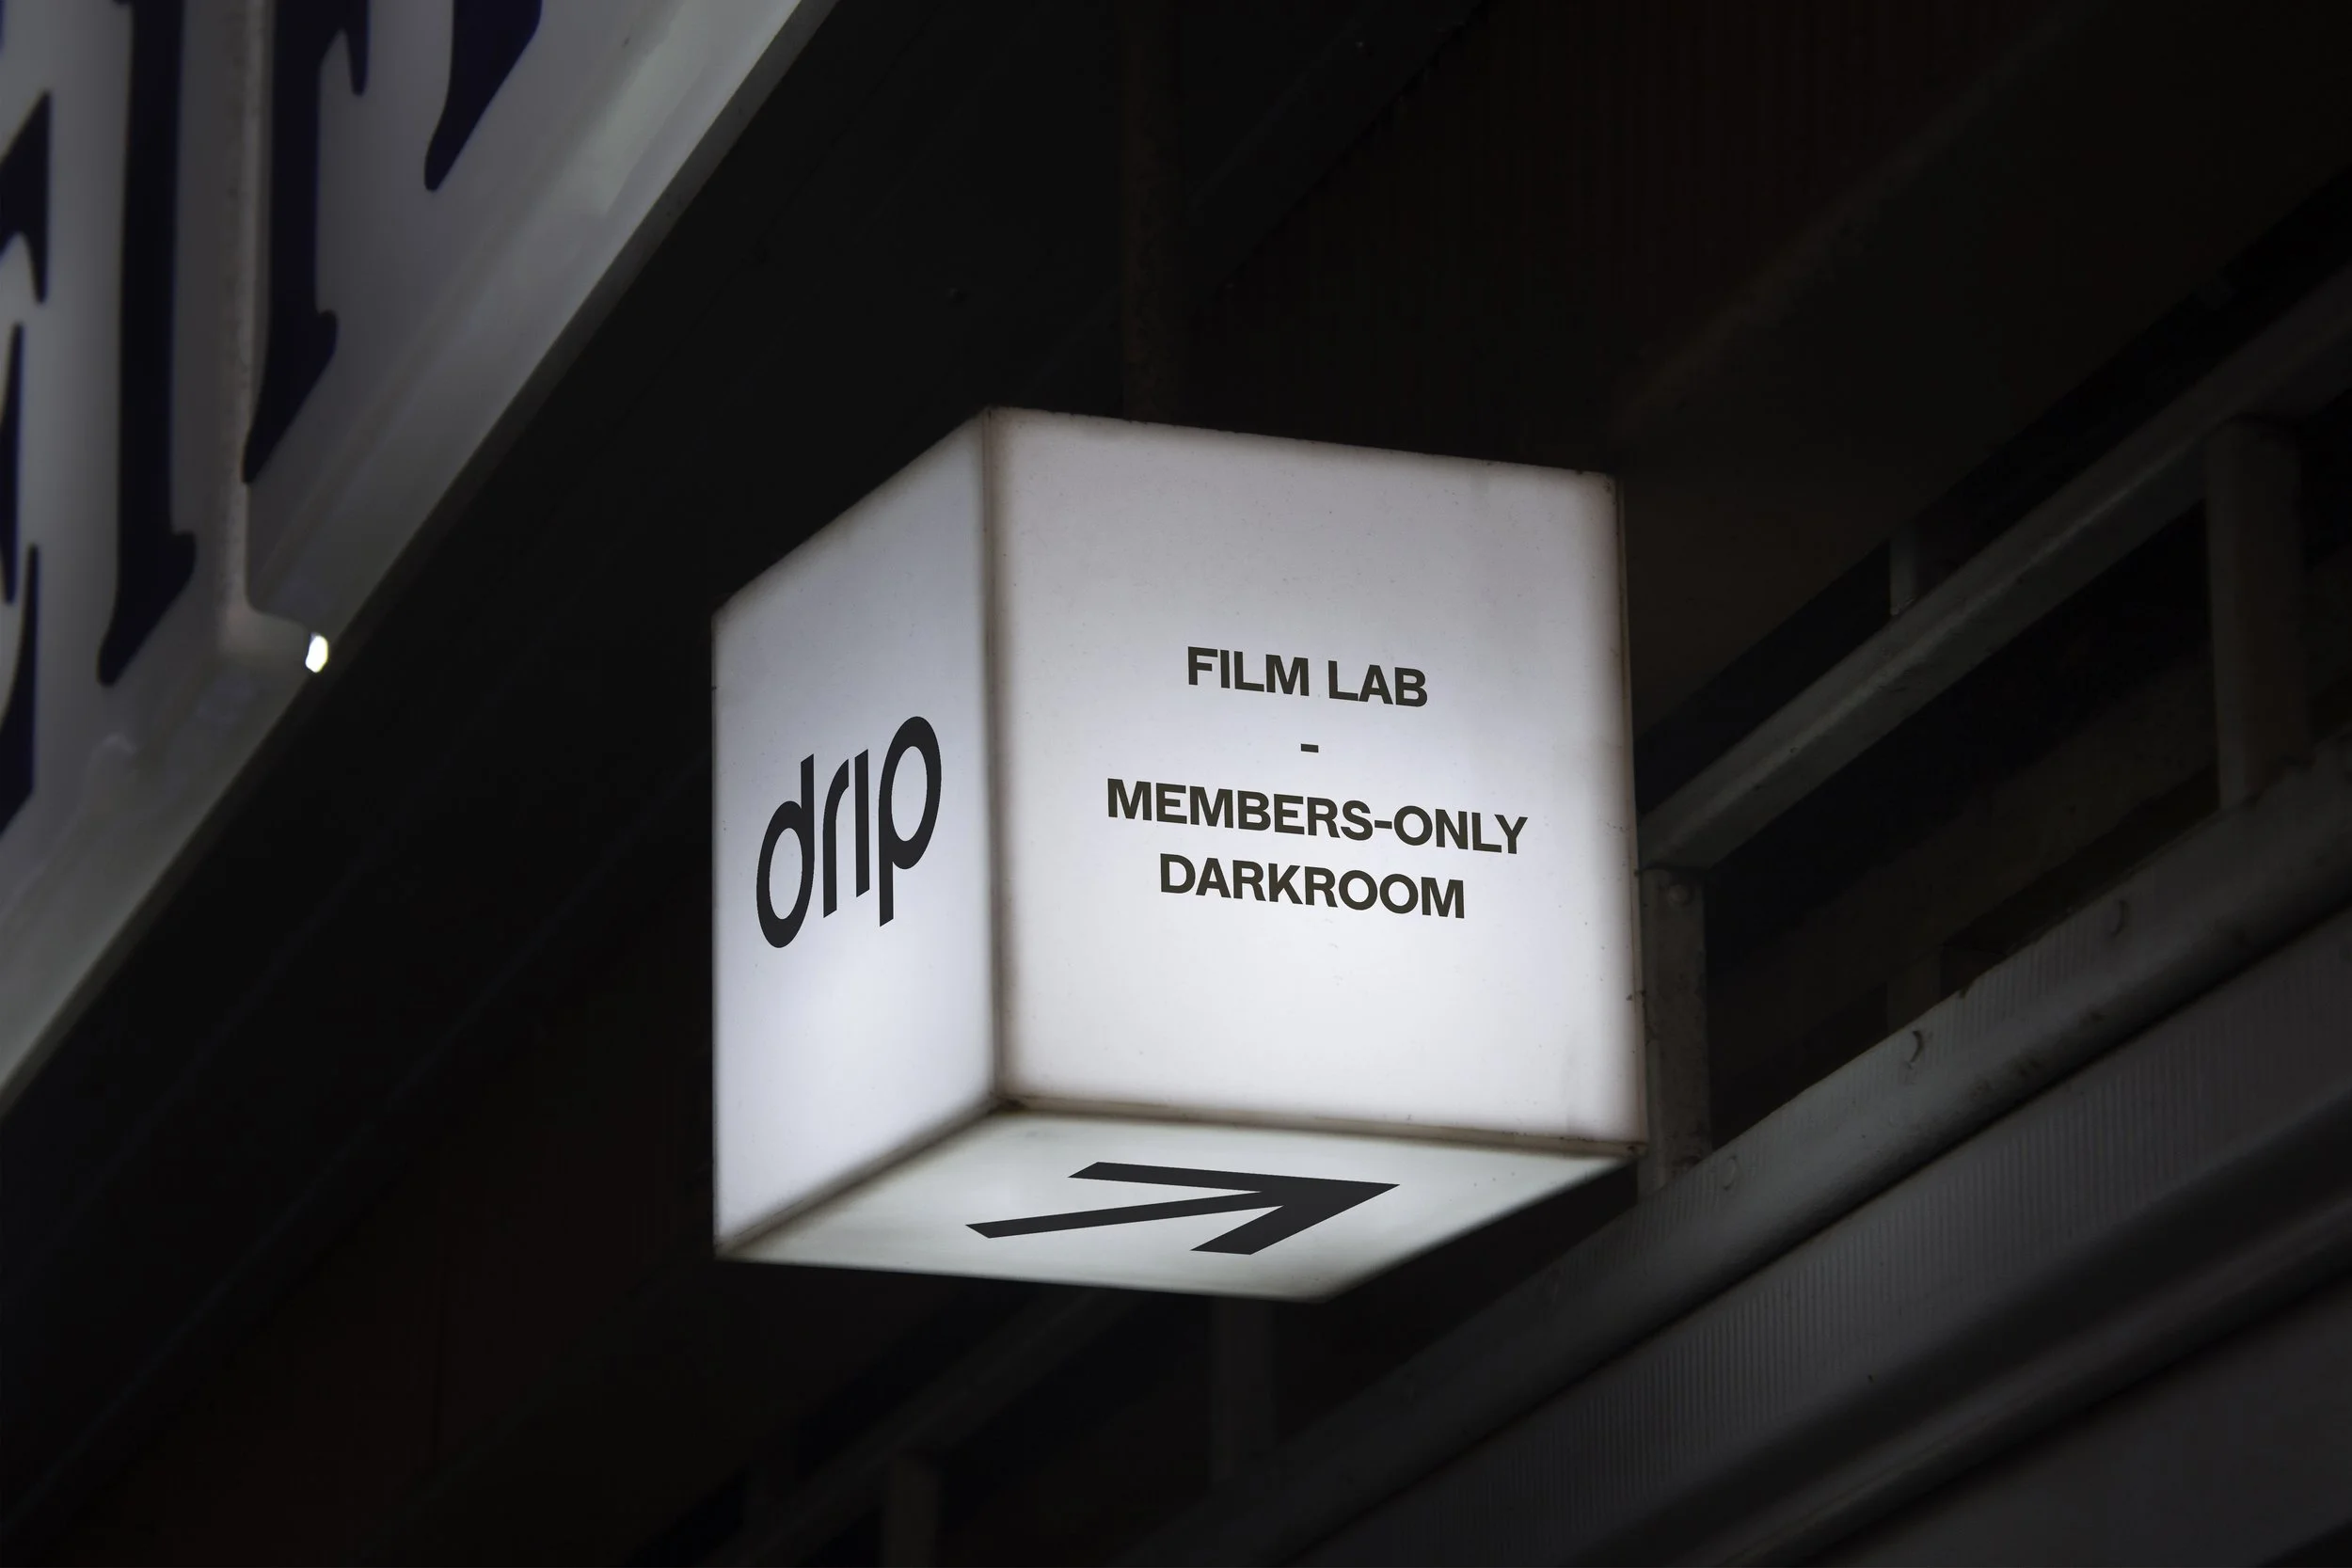 drip
FILM LAB
-
MEMBERS-ONLY
DARKROOM